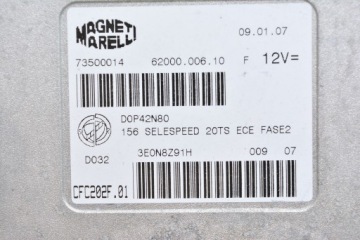 MAGNETI MARELLI
09.01.07
73500014 62000.006.10 F 12V=
D0P42N80
156 SELESPEED 20TS ECE FASE2
D032 3E0N8Z91H 009 07
CFC202F.01